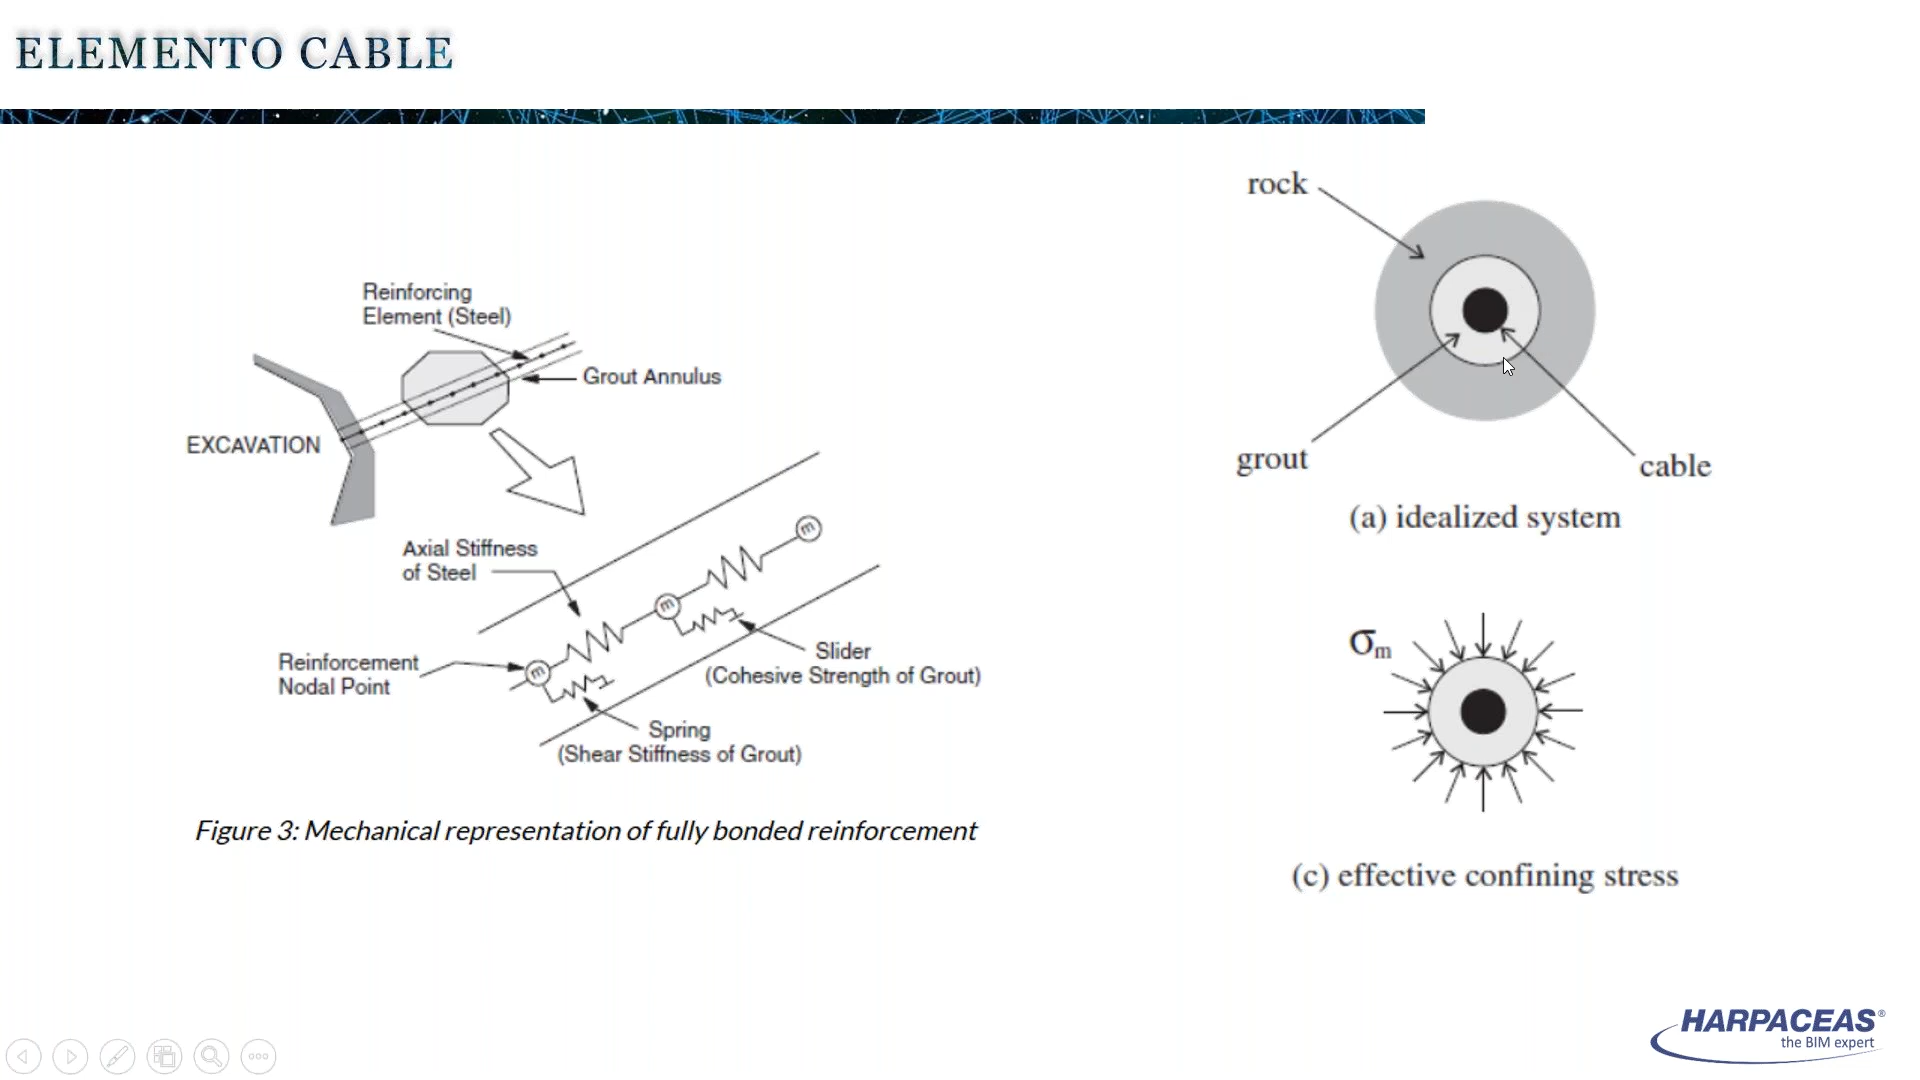 ELEMENTO CABLE
Reinforcing
Element (Steel)
Grout Annulus
EXCAVATION
Axial Stiffness
of Steel
m
m
m
Reinforcement
Nodal Point
Slider
(Cohesive Strength of Grout)
Spring
(Shear Stiffness of Grout)
Figure 3: Mechanical representation of fully bonded reinforcement
rock
grout
cable
(a) idealized system
σm
(c) effective confining stress
HARPACEAS®
the BIM expert